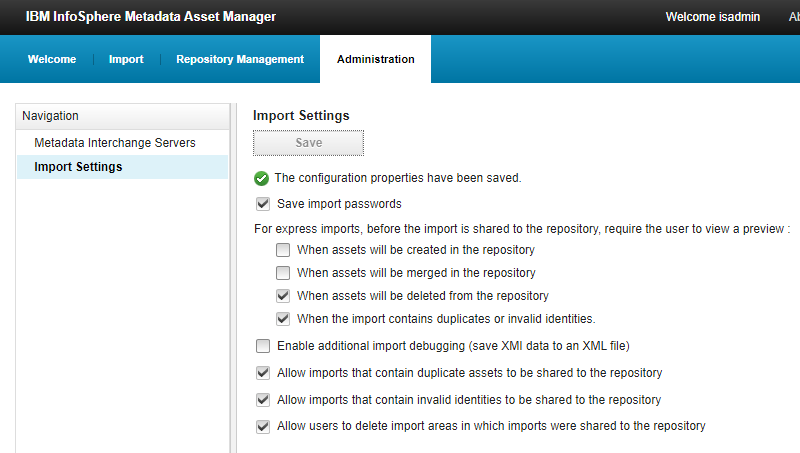 IBM InfoSphere Metadata Asset Manager
Welcome isadmin
Welcome
Import
Repository Management
Administration
Navigation
Metadata Interchange Servers
Import Settings
Import Settings
Save
The configuration properties have been saved.
Save import passwords
For express imports, before the import is shared to the repository, require the user to view a preview :
When assets will be created in the repository
When assets will be merged in the repository
When assets will be deleted from the repository
When the import contains duplicates or invalid identities.
Enable additional import debugging (save XMI data to an XML file)
Allow imports that contain duplicate assets to be shared to the repository
Allow imports that contain invalid identities to be shared to the repository
Allow users to delete import areas in which imports were shared to the repository